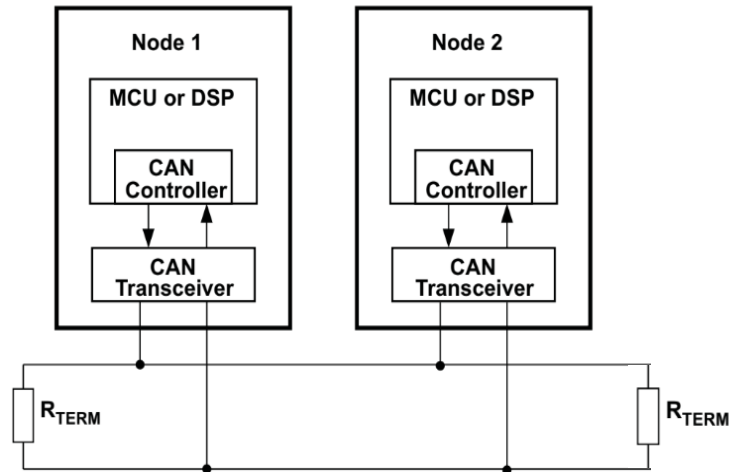 Node 1
MCU or DSP
CAN
Controller
CAN
Transceiver
Node 2
MCU or DSP
CAN
Controller
CAN
Transceiver
RTERM
RTERM